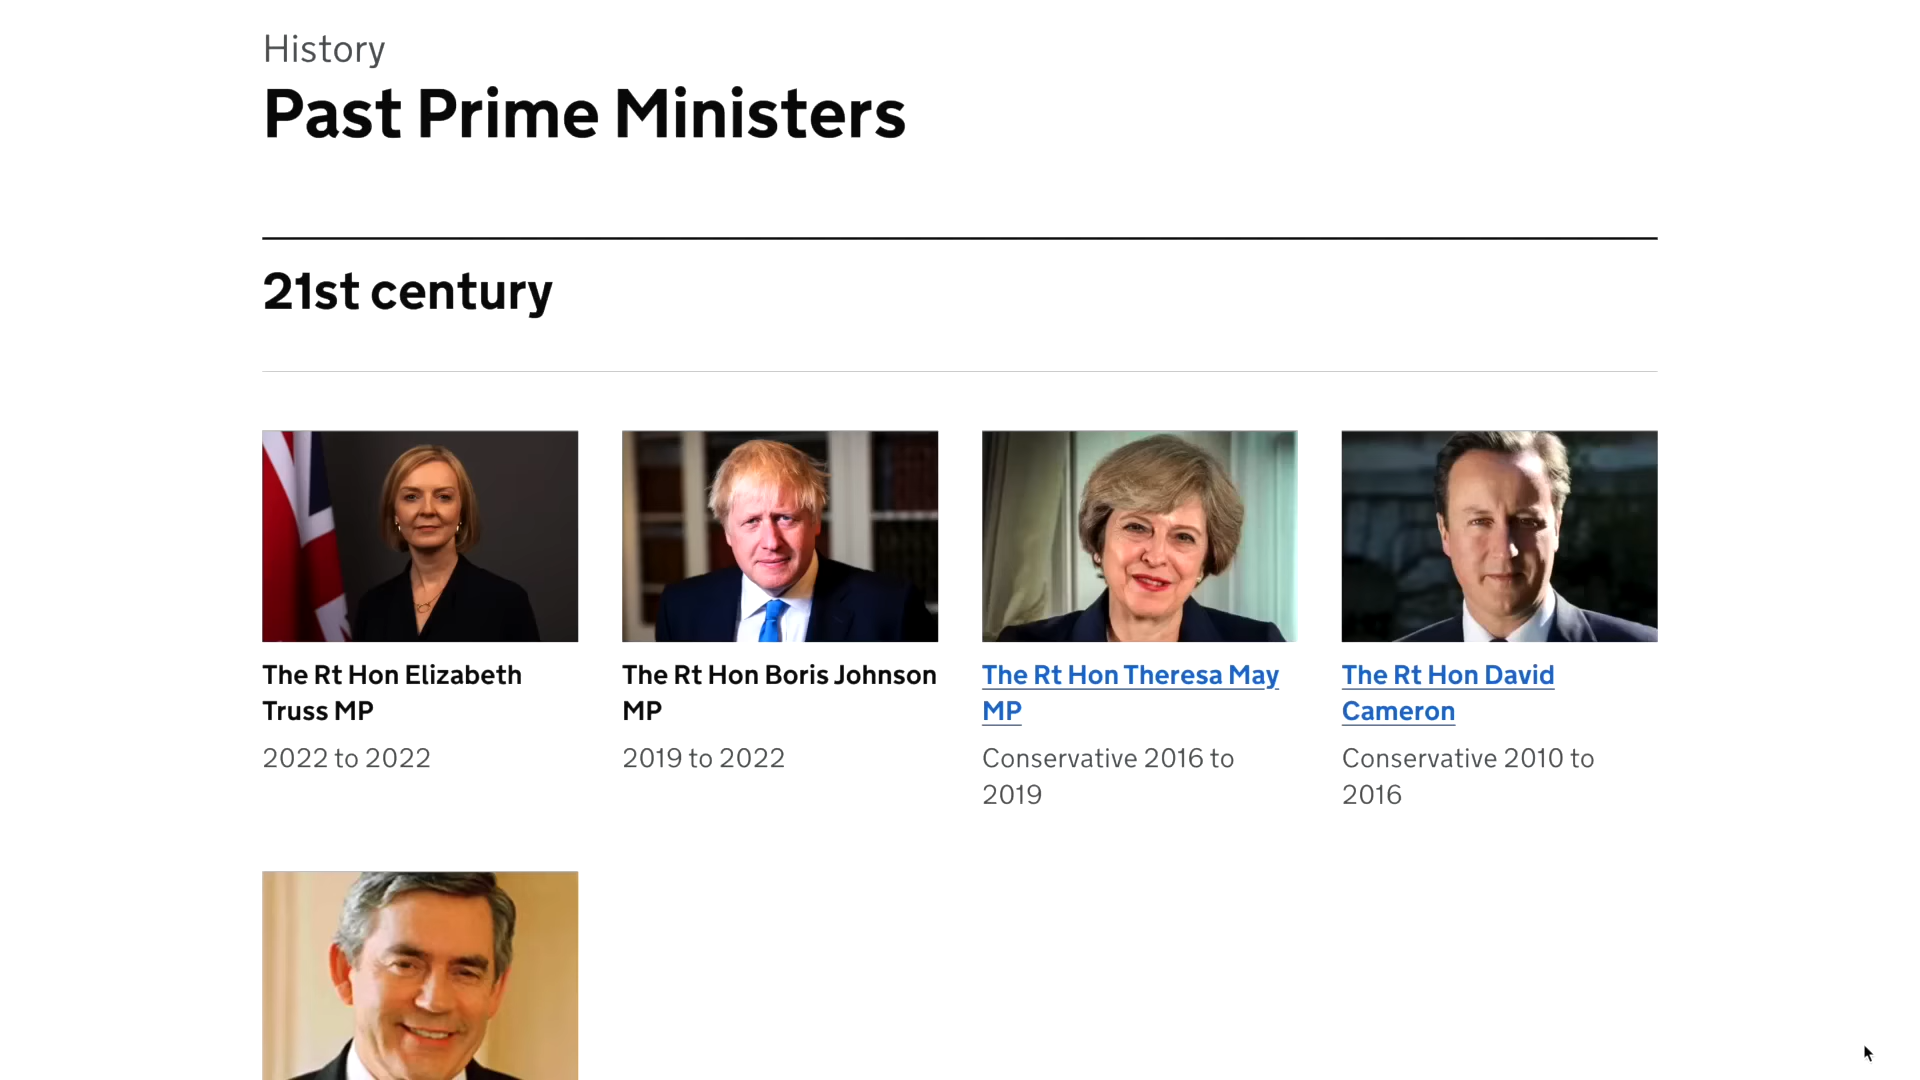 History
Past Prime Ministers
21st century
The Rt Hon Elizabeth
Truss MP
2022 to 2022
The Rt Hon Boris Johnson
MP
2019 to 2022
The Rt Hon Theresa May
MP
Conservative 2016 to
2019
The Rt Hon David
Cameron
Conservative 2010 to
2016